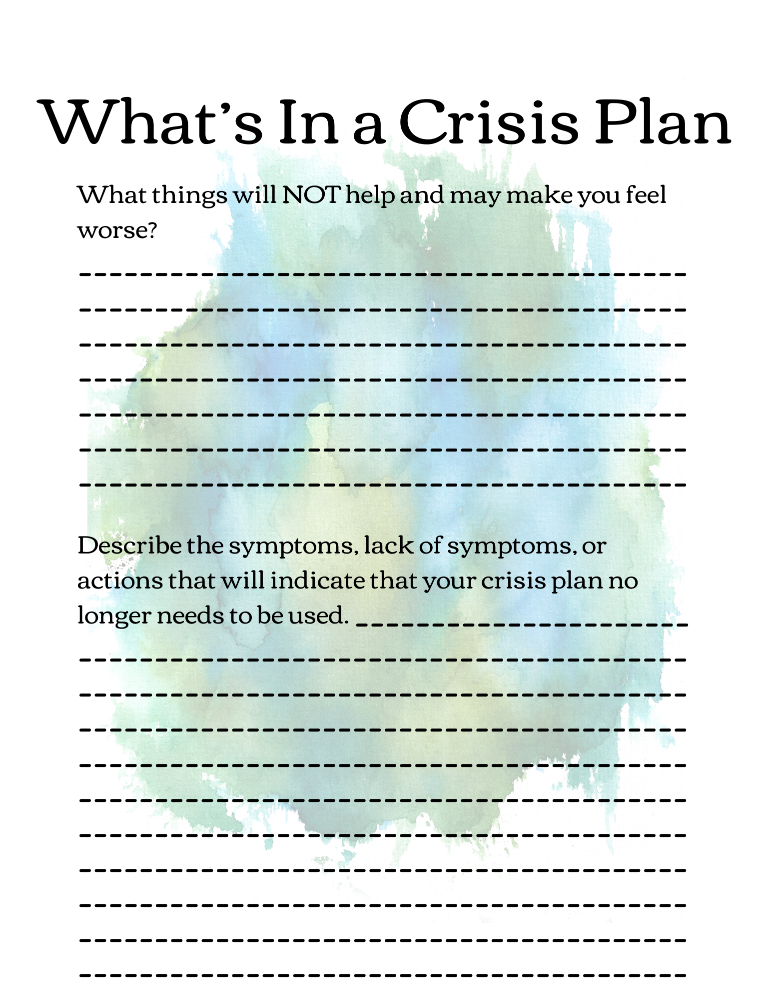 What’s In a Crisis Plan
What things will NOT help and may make you feel
worse?
Describe the symptoms, lack of symptoms, or
actions that will indicate that your crisis plan no
longer needs to be used.